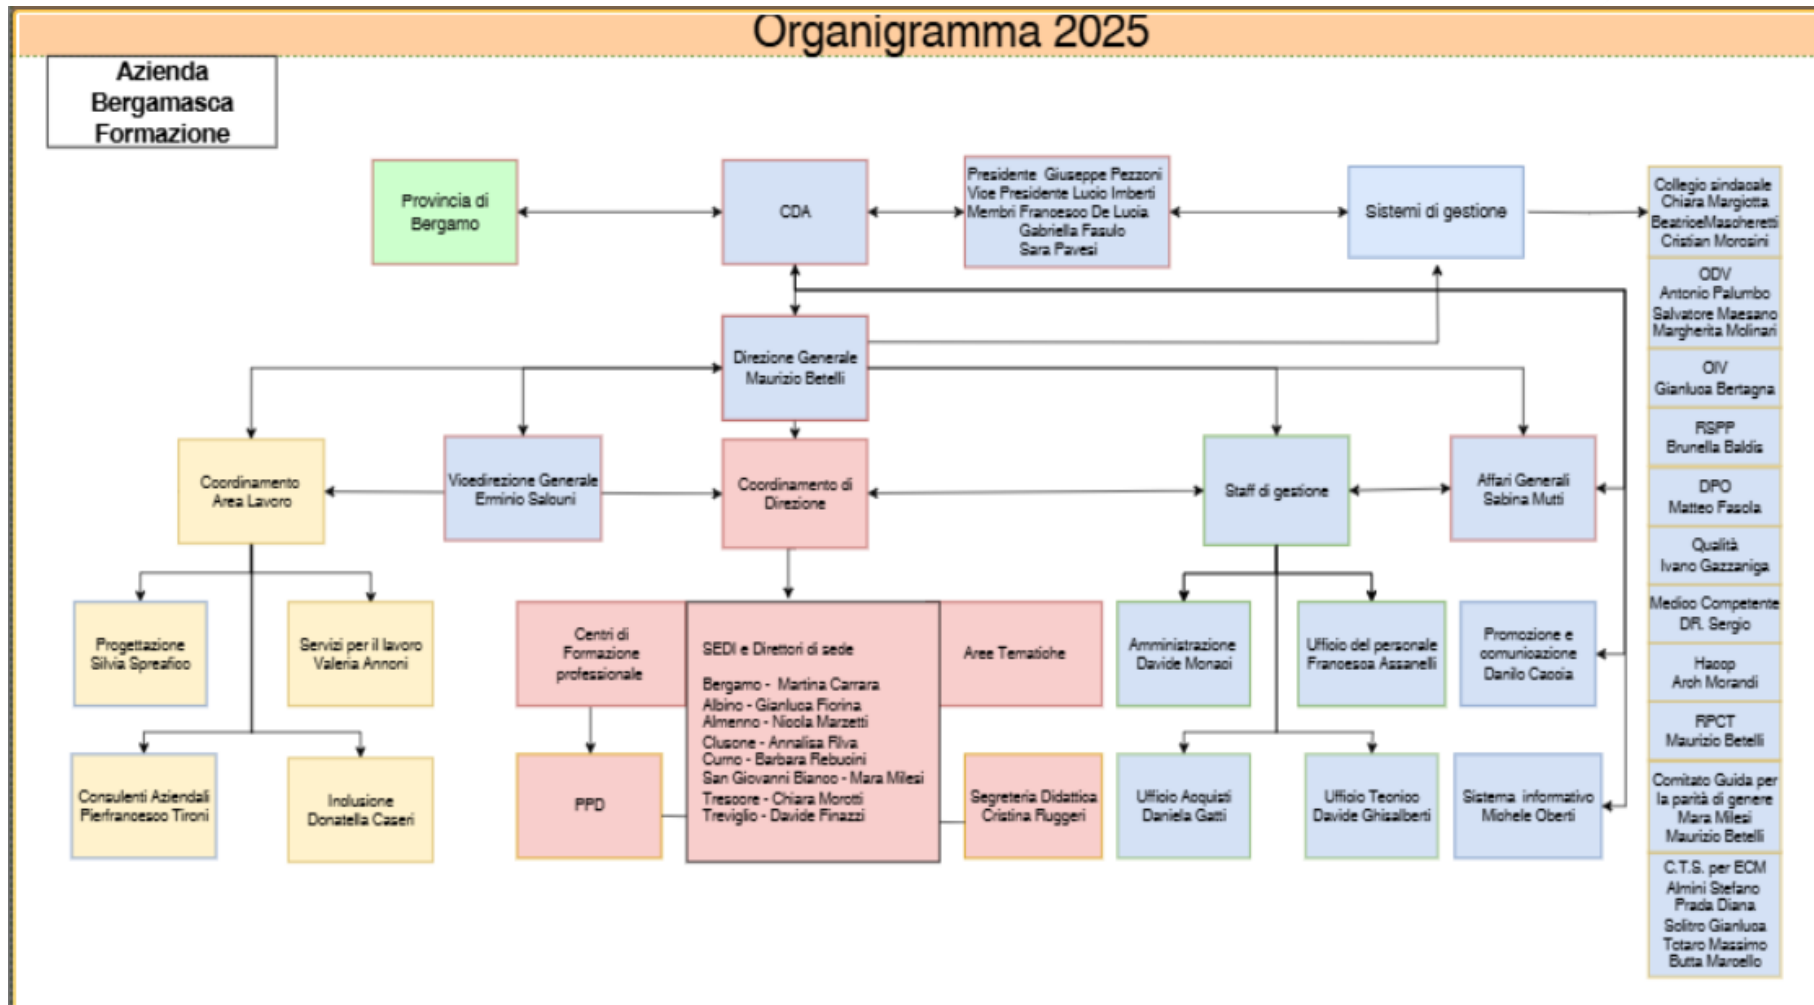 Organigramma 2025
Azienda
Bergamasca
Formazione
Provincia di
Bergamo
CDA
Presidente Giuseppe Pezzoni
Vice Presidente Lucio Imberti
Membri Francesco De Lucia
Gabriella Fasulo
Sara Pavesi
Sistemi di gestione
Collegio sindacale
Chiara Margiotta
BeatriceMascheretti
Cristian Morosini
ODV
Antonio Palumbo
Salvatore Maesano
Margherita Molinari
OIV
Gianluca Bertagna
RSPP
Brunella Baldis
DPO
Matteo Fasola
Qualità
Ivano Gazzaniga
Medico Competente
DR. Sergio
Haccp
Arch Morandi
RPCT
Maurizio Betelli
Comitato Guida per
la parità di genere
Mara Milesi
Maurizio Betelli
C.T.S. per ECM
Almini Stefano
Prada Diana
Solitro Gianluca
Totaro Massimo
Butta Marcello
Direzione Generale
Maurizio Betelli
Coordinamento
Area Lavoro
Vicedirezione Generale
Erminio Salcuni
Coordinamento di
Direzione
Staff di gestione
Affari Generali
Sabina Mutti
Progettazione
Silvia Spreafico
Servizi per il lavoro
Valeria Annoni
Centri di
Formazione
professionale
SEDI e Direttori di sede
Bergamo - Martina Carrara
Albino - Gianluca Fiorina
Almenno - Nicola Marzetti
Clusone - Annalisa Filva
Curno - Barbara Rebucini
San Giovanni Bianco - Mara Milesi
Trescore - Chiara Morotti
Treviglio - Davide Finazzi
Aree Tematiche
Amministrazione
Davide Monaci
Ufficio del personale
Francesca Assanelli
Promozione e
comunicazione
Danilo Caccia
Consulenti Aziendali
Pierfrancesco Tironi
Inclusione
Donatella Caseri
PPD
Segreteria Didattica
Cristina Ruggeri
Ufficio Acquisti
Daniela Gatti
Ufficio Tecnico
Davide Ghisalberti
Sistema informativo
Michele Oberti